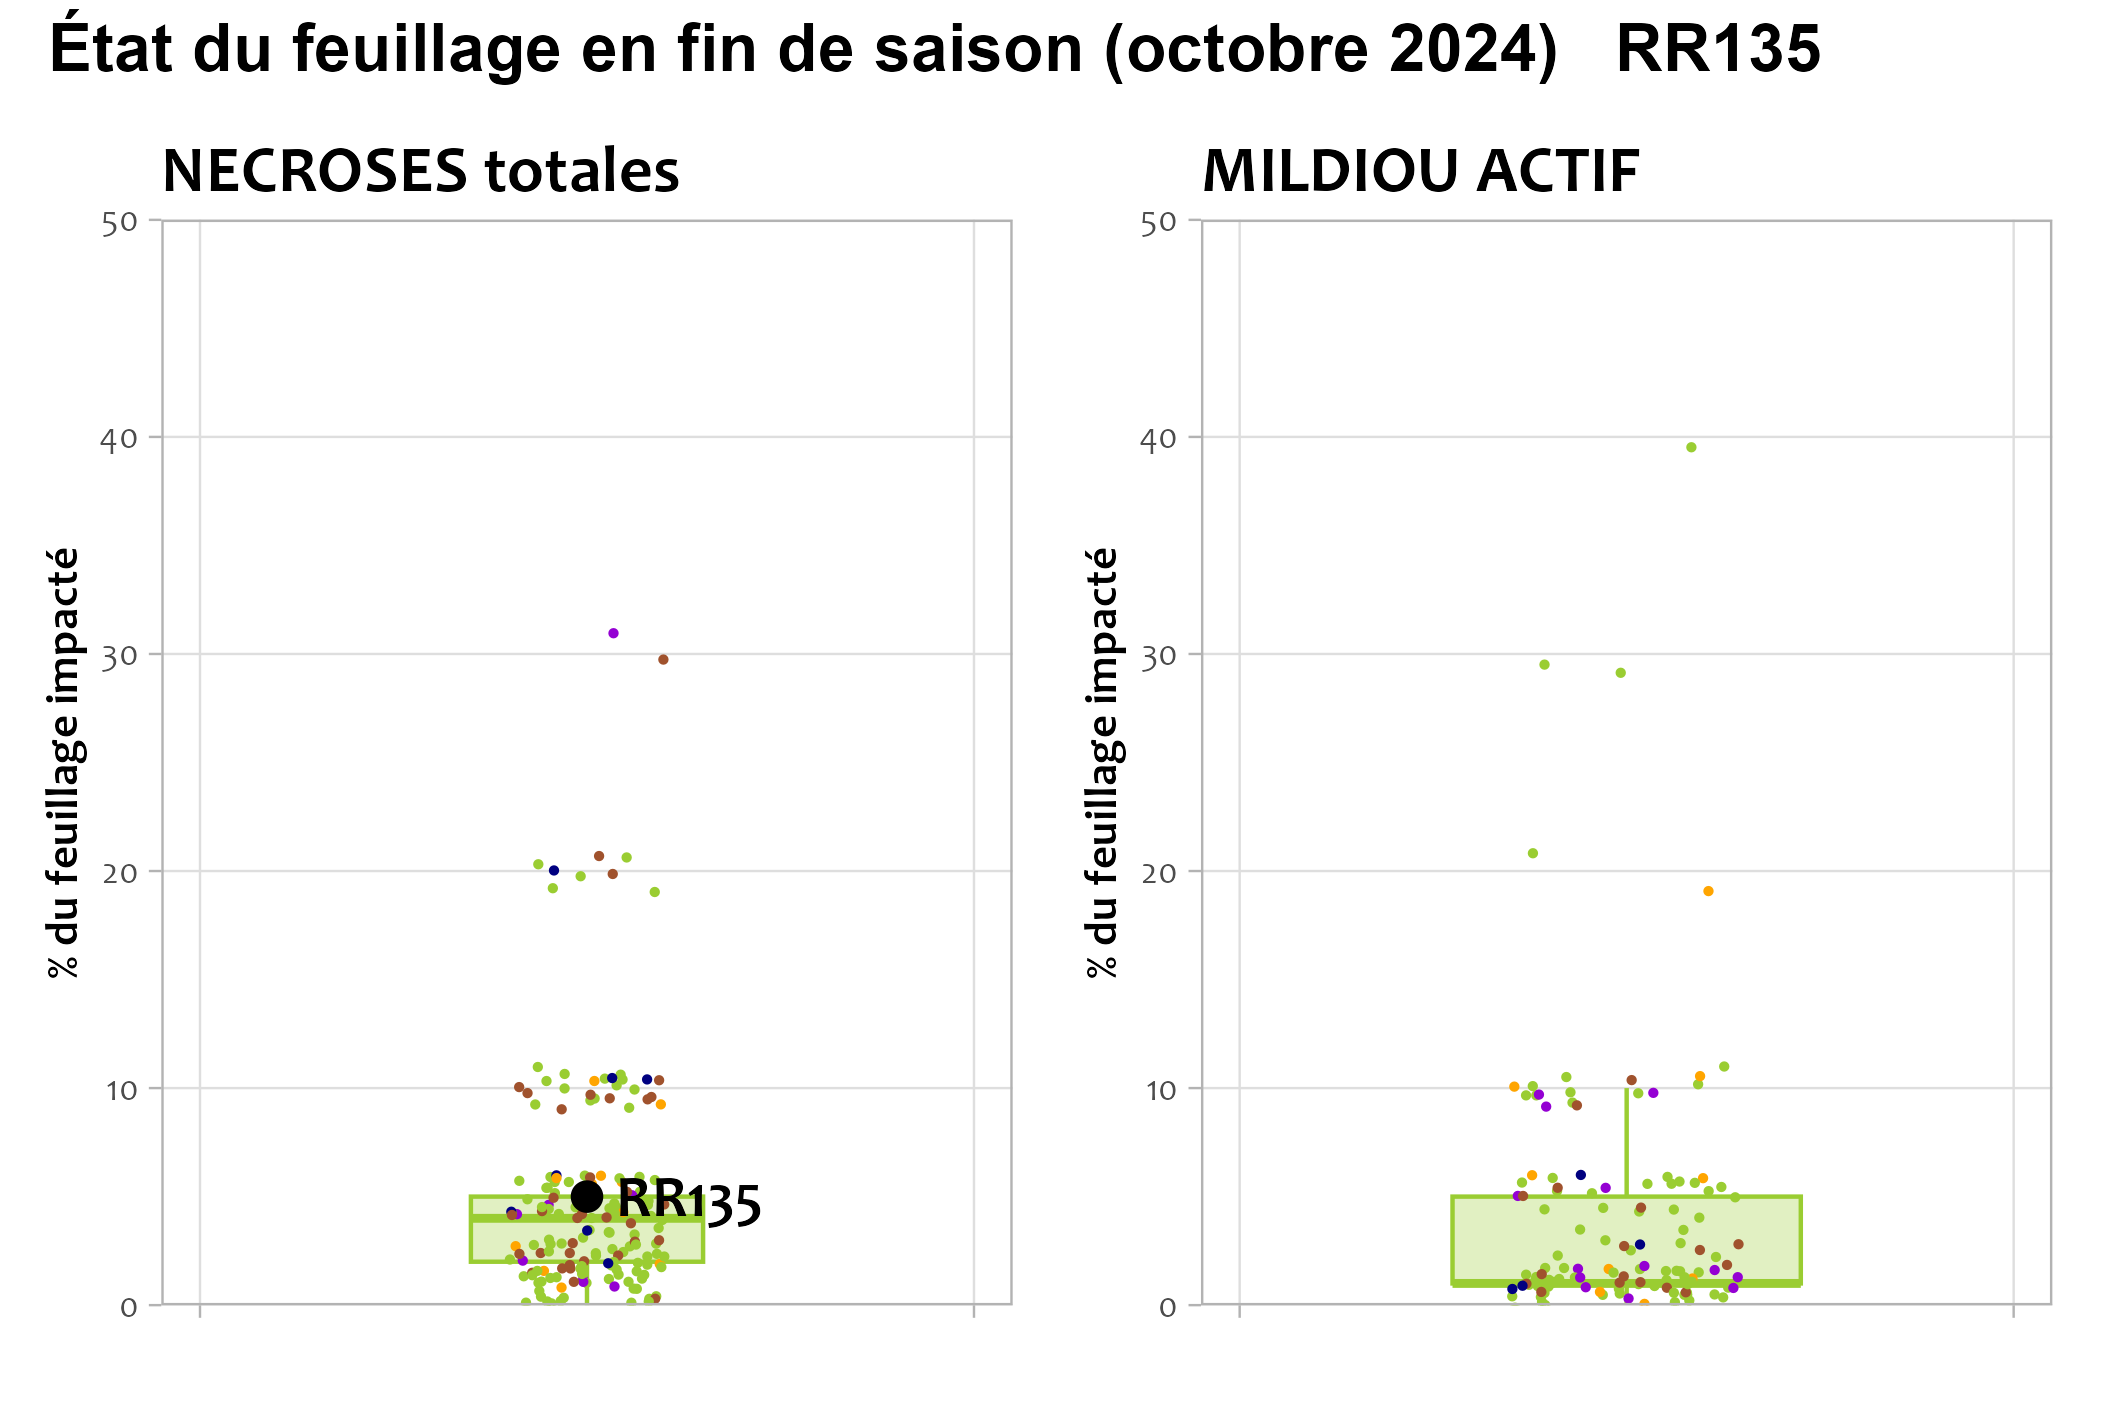 État du feuillage en fin de saison (octobre 2024) RR135
NECROSES totales
MILDIOU ACTIF
% du feuillage impacté
50
40
30
20
10
0
RR135
% du feuillage impacté
50
40
30
20
10
0